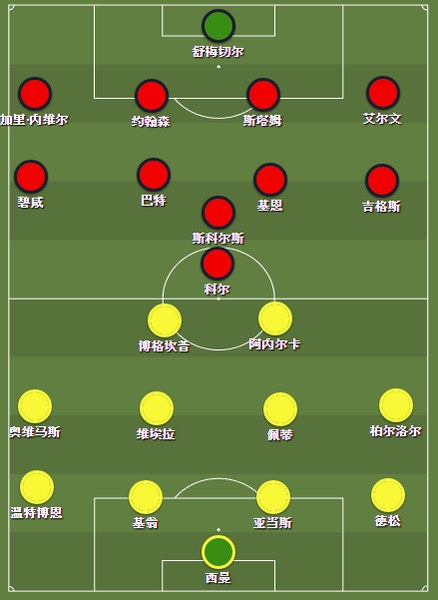 舒梅切尔
加里·内维尔 约翰森 斯塔姆 艾尔文
碧咸 巴特 基恩 吉格斯
斯科尔斯
科尔
博格坎普 阿内尔卡
奥维马斯 维埃拉 佩蒂 柏尔洛尔
温特博恩 基翁 亚当斯 德松
西曼